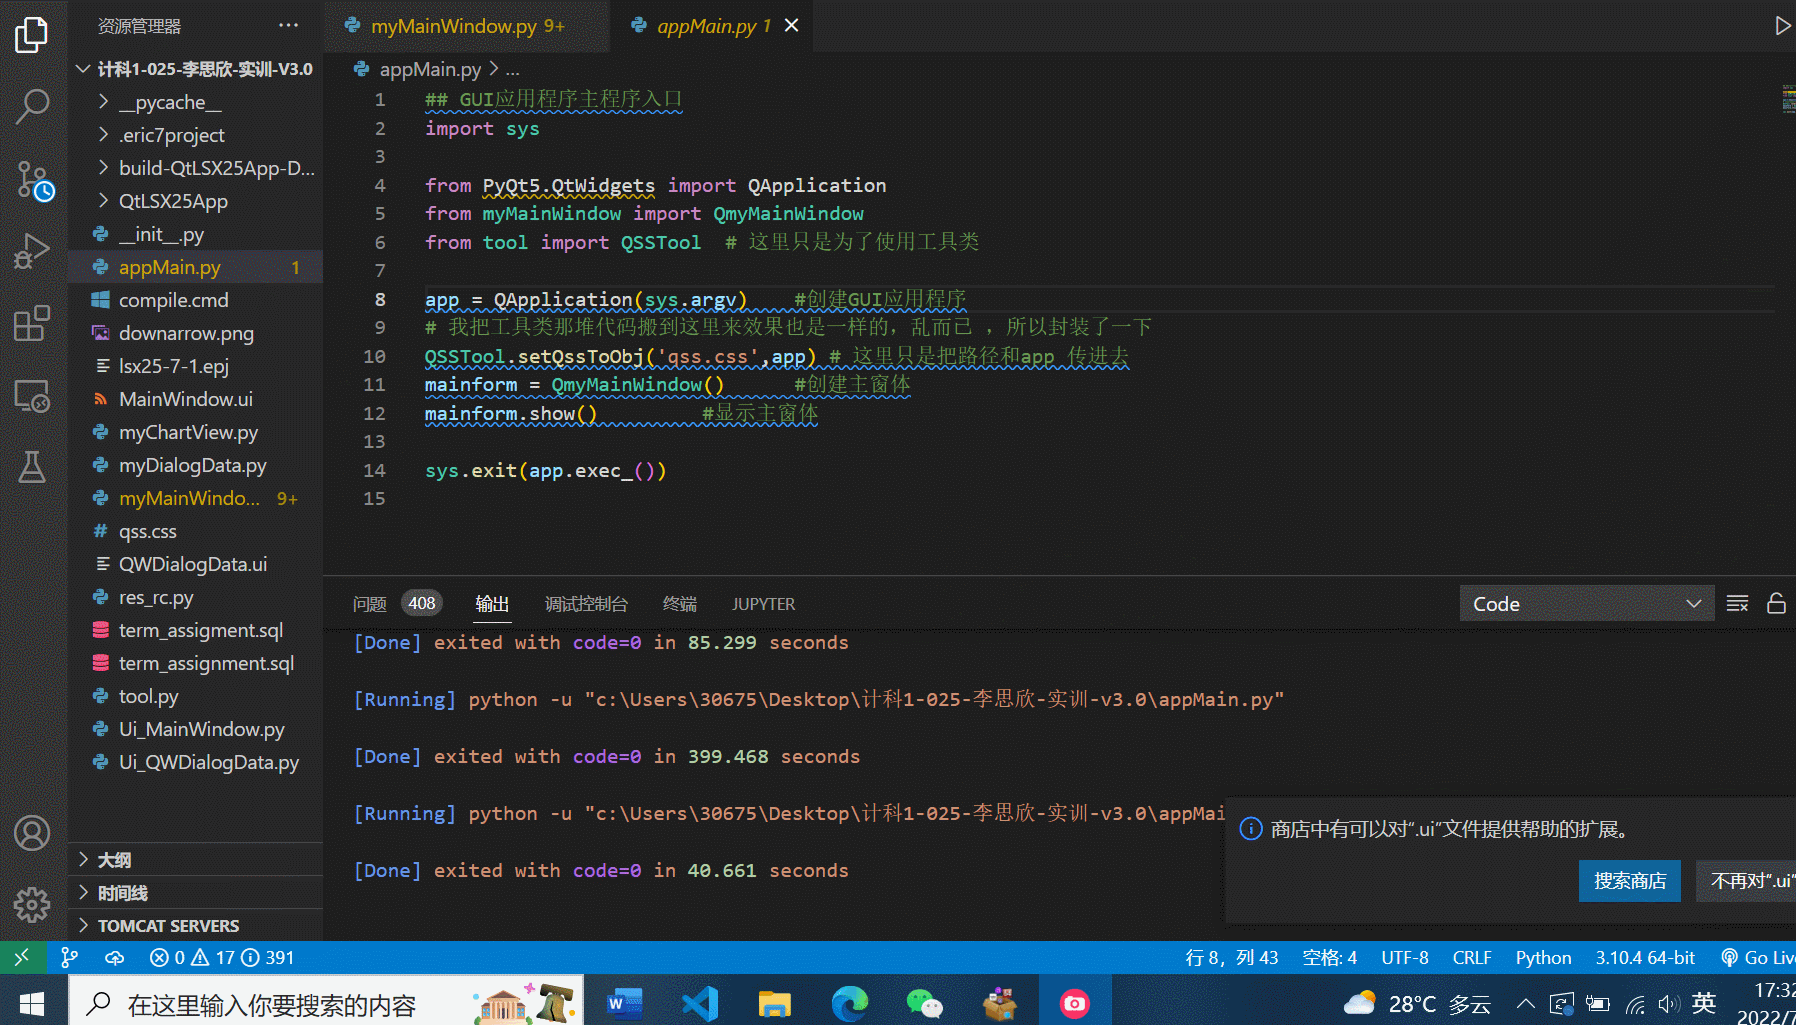 资源管理器
计科1-025-李思欣-实训-V3.0
__pycache__
.eric7project
build-QtLSX25App-D...
QtLSX25App
__init__.py
appMain.py 1
compile.cmd
downarrow.png
lsx25-7-1.epj
MainWindow.ui
myChartView.py
myDialogData.py
myMainWindo... 9+
qss.css
QWDialogData.ui
res_rc.py
term_assigment.sql
term_assignment.sql
tool.py
Ui_MainWindow.py
Ui_QWDialogData.py
大纲
时间线
TOMCAT SERVERS
myMainWindow.py 9+ appMain.py 1
appMain.py > ...
1 ## GUI应用程序主程序入口
2 import sys
3
4 from PyQt5.QtWidgets import QApplication
5 from myMainWindow import QmyMainWindow
6 from tool import QSSTool # 这里只是为了使用工具类
7
8 app = QApplication(sys.argv) #创建GUI应用程序
9 # 我把工具类那堆代码搬到这里来效果也是一样的，乱而已 ，所以封装了一下
10 QSSTool.setQssToObj('qss.css',app) # 这里只是把路径和app 传进去
11 mainform = QmyMainWindow() #创建主窗体
12 mainform.show() #显示主窗体
13
14 sys.exit(app.exec_())
15
问题 408 输出 调试控制台 终端 JUPYTER Code
[Done] exited with code=0 in 85.299 seconds
[Running] python -u "c:\Users\30675\Desktop\计科1-025-李思欣-实训-v3.0\appMain.py"
[Done] exited with code=0 in 399.468 seconds
[Running] python -u "c:\Users\30675\Desktop\计科1-025-李思欣-实训-v3.0\appMai
[Done] exited with code=0 in 40.661 seconds
商店中有可以对“.ui”文件提供帮助的扩展。
搜索商店 不再对“.ui”
0 17 391 行 8，列 43 空格: 4 UTF-8 CRLF Python 3.10.4 64-bit Go Live
在这里输入你要搜索的内容 28°C 多云 英 17:32
2022/7